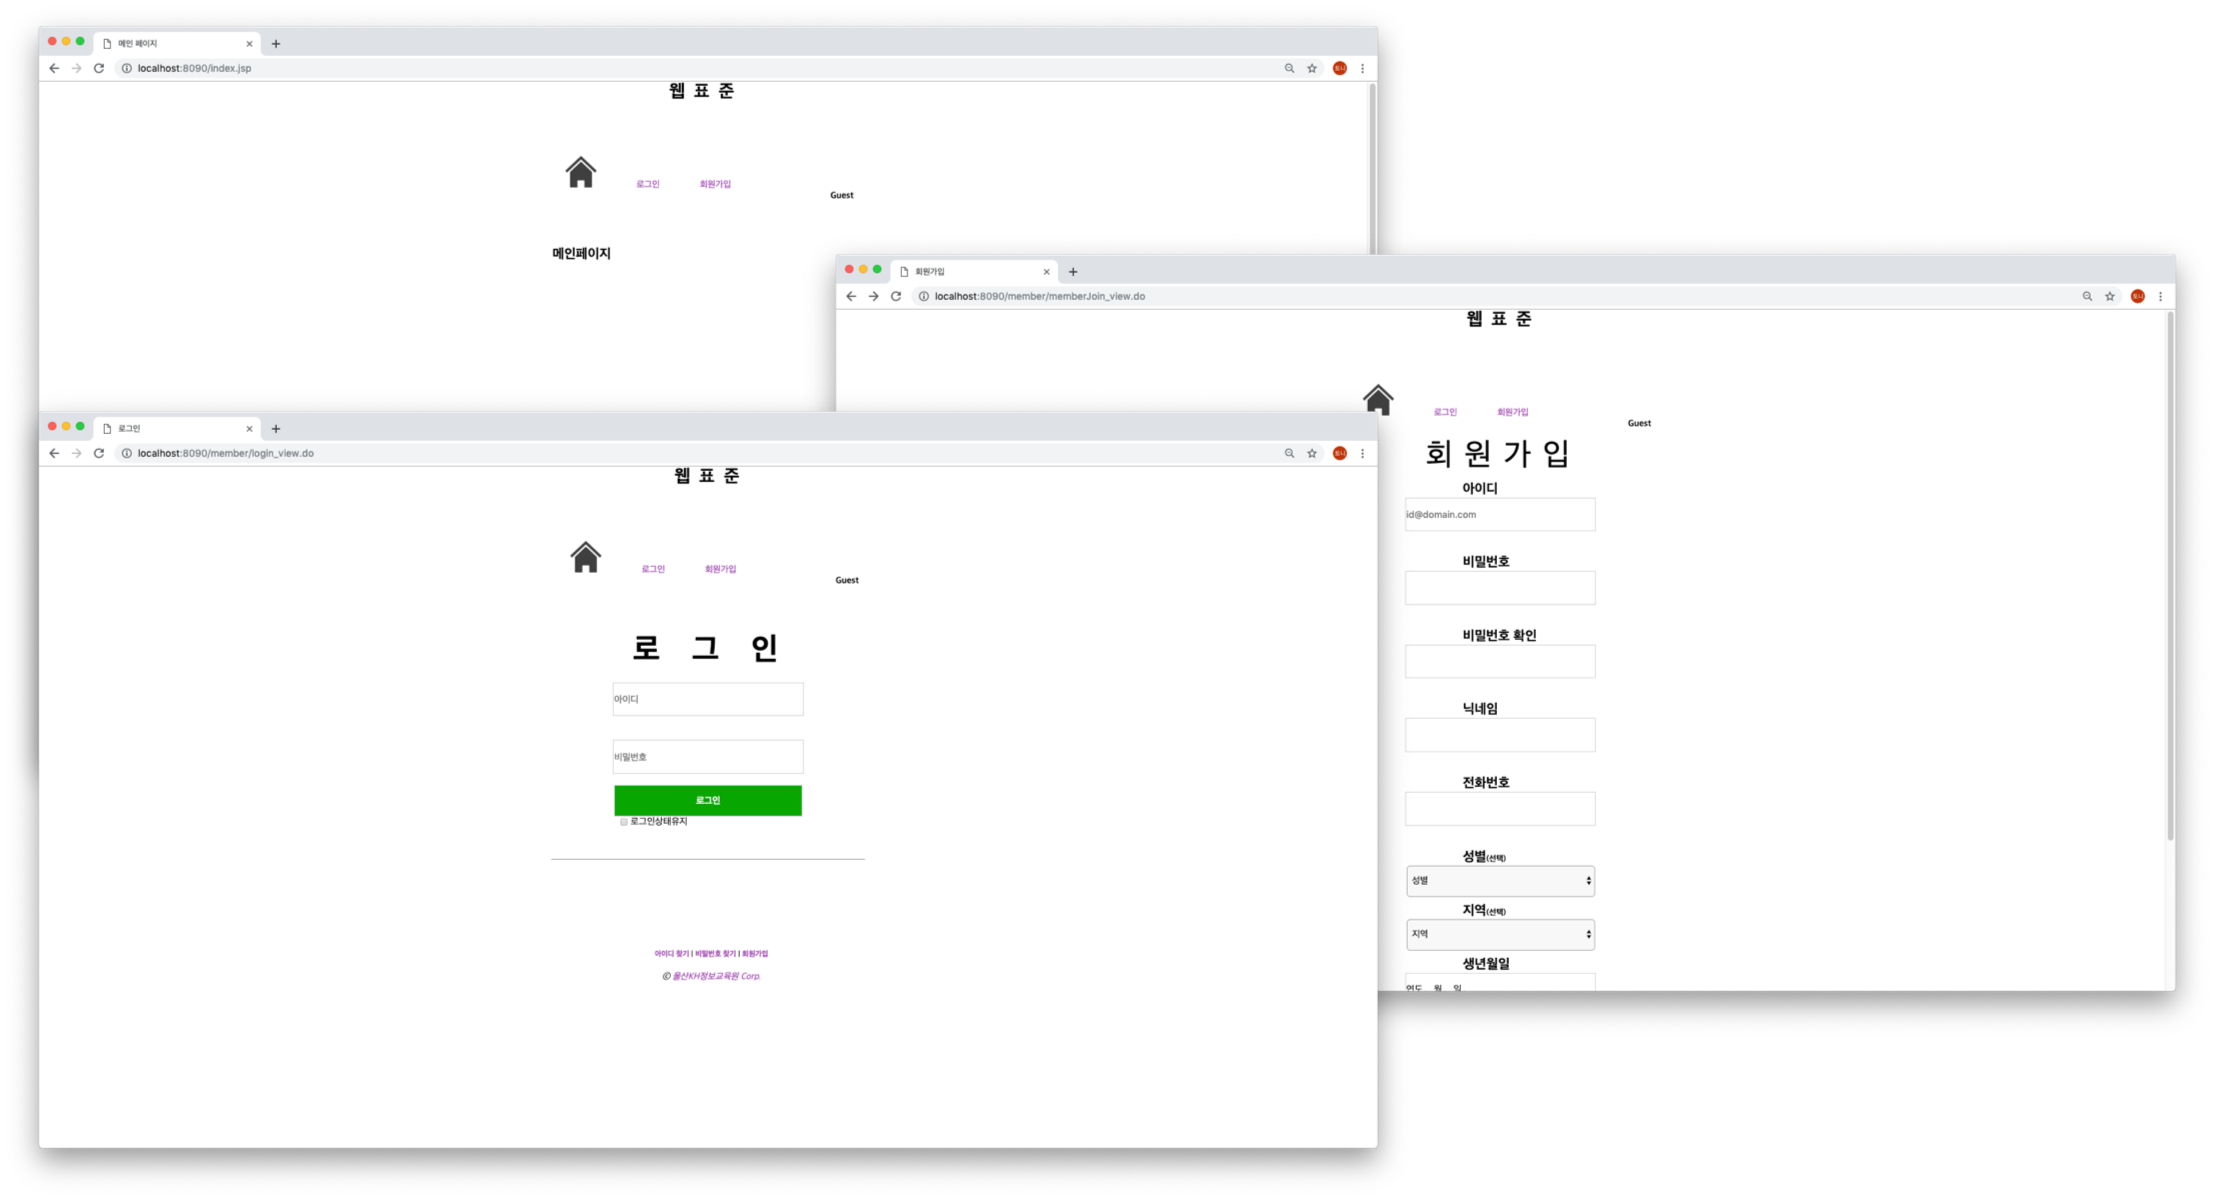 메인 페이지
localhost:8090/index.jsp
토니
웹 표 준
로그인 회원가입
Guest
메인페이지
회원가입
localhost:8090/member/memberJoin_view.do
토니
웹 표 준
로그인 회원가입
Guest
회 원 가 입
아이디
id@domain.com
비밀번호
비밀번호 확인
닉네임
전화번호
성별(선택)
성별
지역(선택)
지역
생년월일
연도 월 일
로그인
localhost:8090/member/login_view.do
토니
웹 표 준
로그인 회원가입
Guest
로 그 인
아이디
비밀번호
로그인
로그인상태유지
아이디 찾기 | 비밀번호 찾기 | 회원가입
© 울산KH정보교육원 Corp.